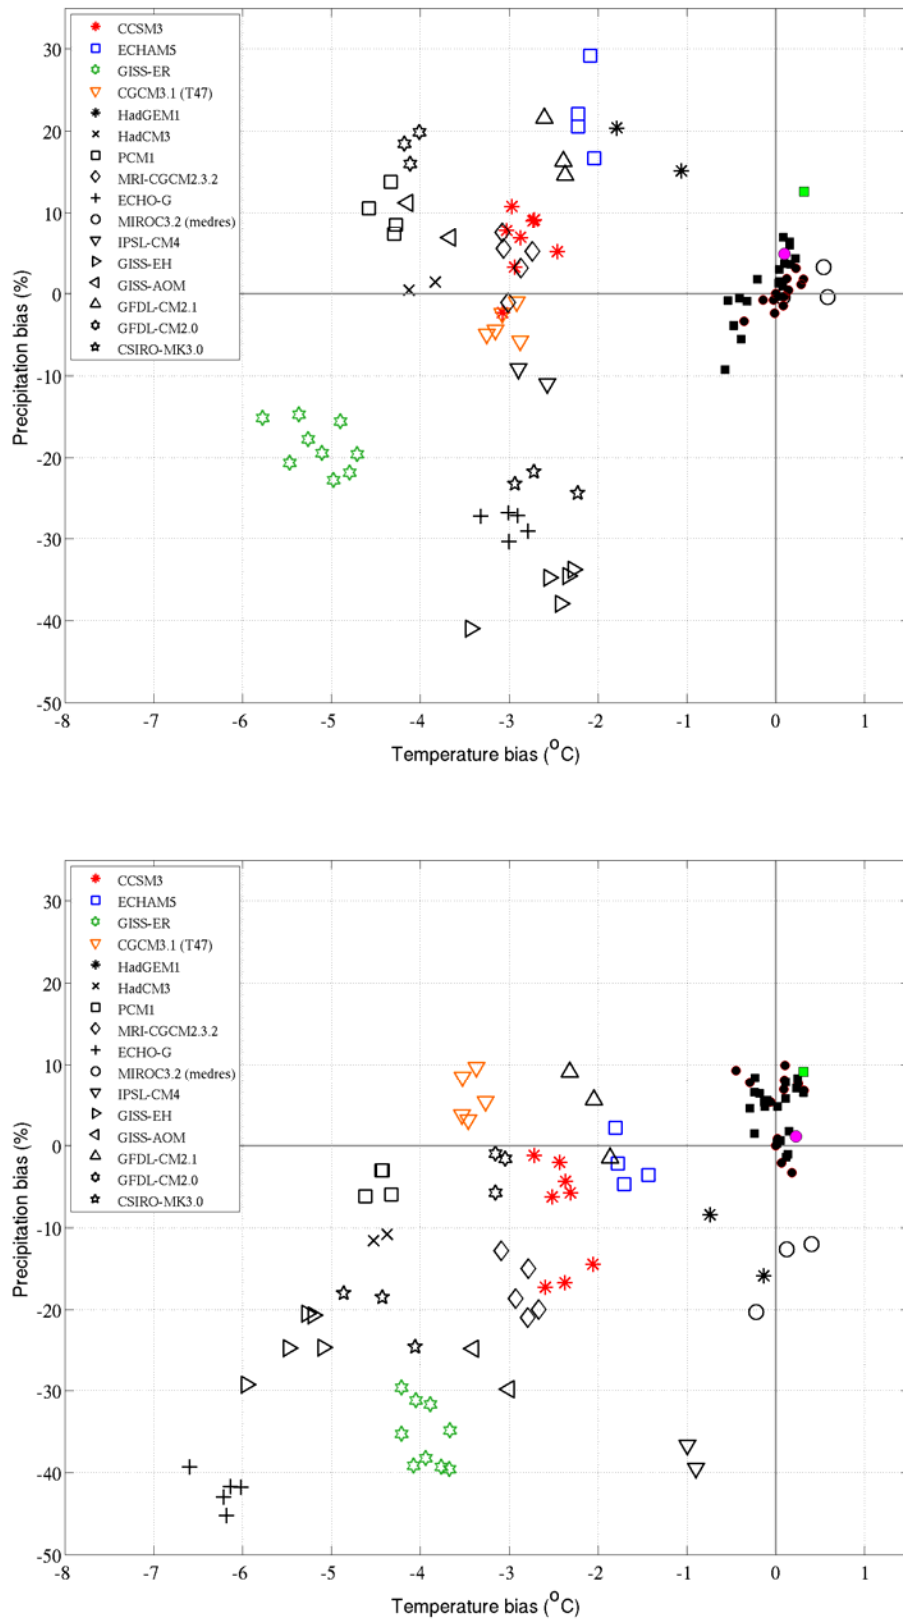 CCSM3
ECHAM5
GISS-ER
CGCM3.1 (T47)
HadGEM1
HadCM3
PCM1
MRI-CGCM2.3.2
ECHO-G
MIROC3.2 (medres)
IPSL-CM4
GISS-EH
GISS-AOM
GFDL-CM2.1
GFDL-CM2.0
CSIRO-MK3.0
Precipitation bias (%)
30
20
10
0
-10
-20
-30
-40
-50
-8 -7 -6 -5 -4 -3 -2 -1 0 1
Temperature bias (°C)
CCSM3
ECHAM5
GISS-ER
CGCM3.1 (T47)
HadGEM1
HadCM3
PCM1
MRI-CGCM2.3.2
ECHO-G
MIROC3.2 (medres)
IPSL-CM4
GISS-EH
GISS-AOM
GFDL-CM2.1
GFDL-CM2.0
CSIRO-MK3.0
Precipitation bias (%)
30
20
10
0
-10
-20
-30
-40
-50
-8 -7 -6 -5 -4 -3 -2 -1 0 1
Temperature bias (°C)